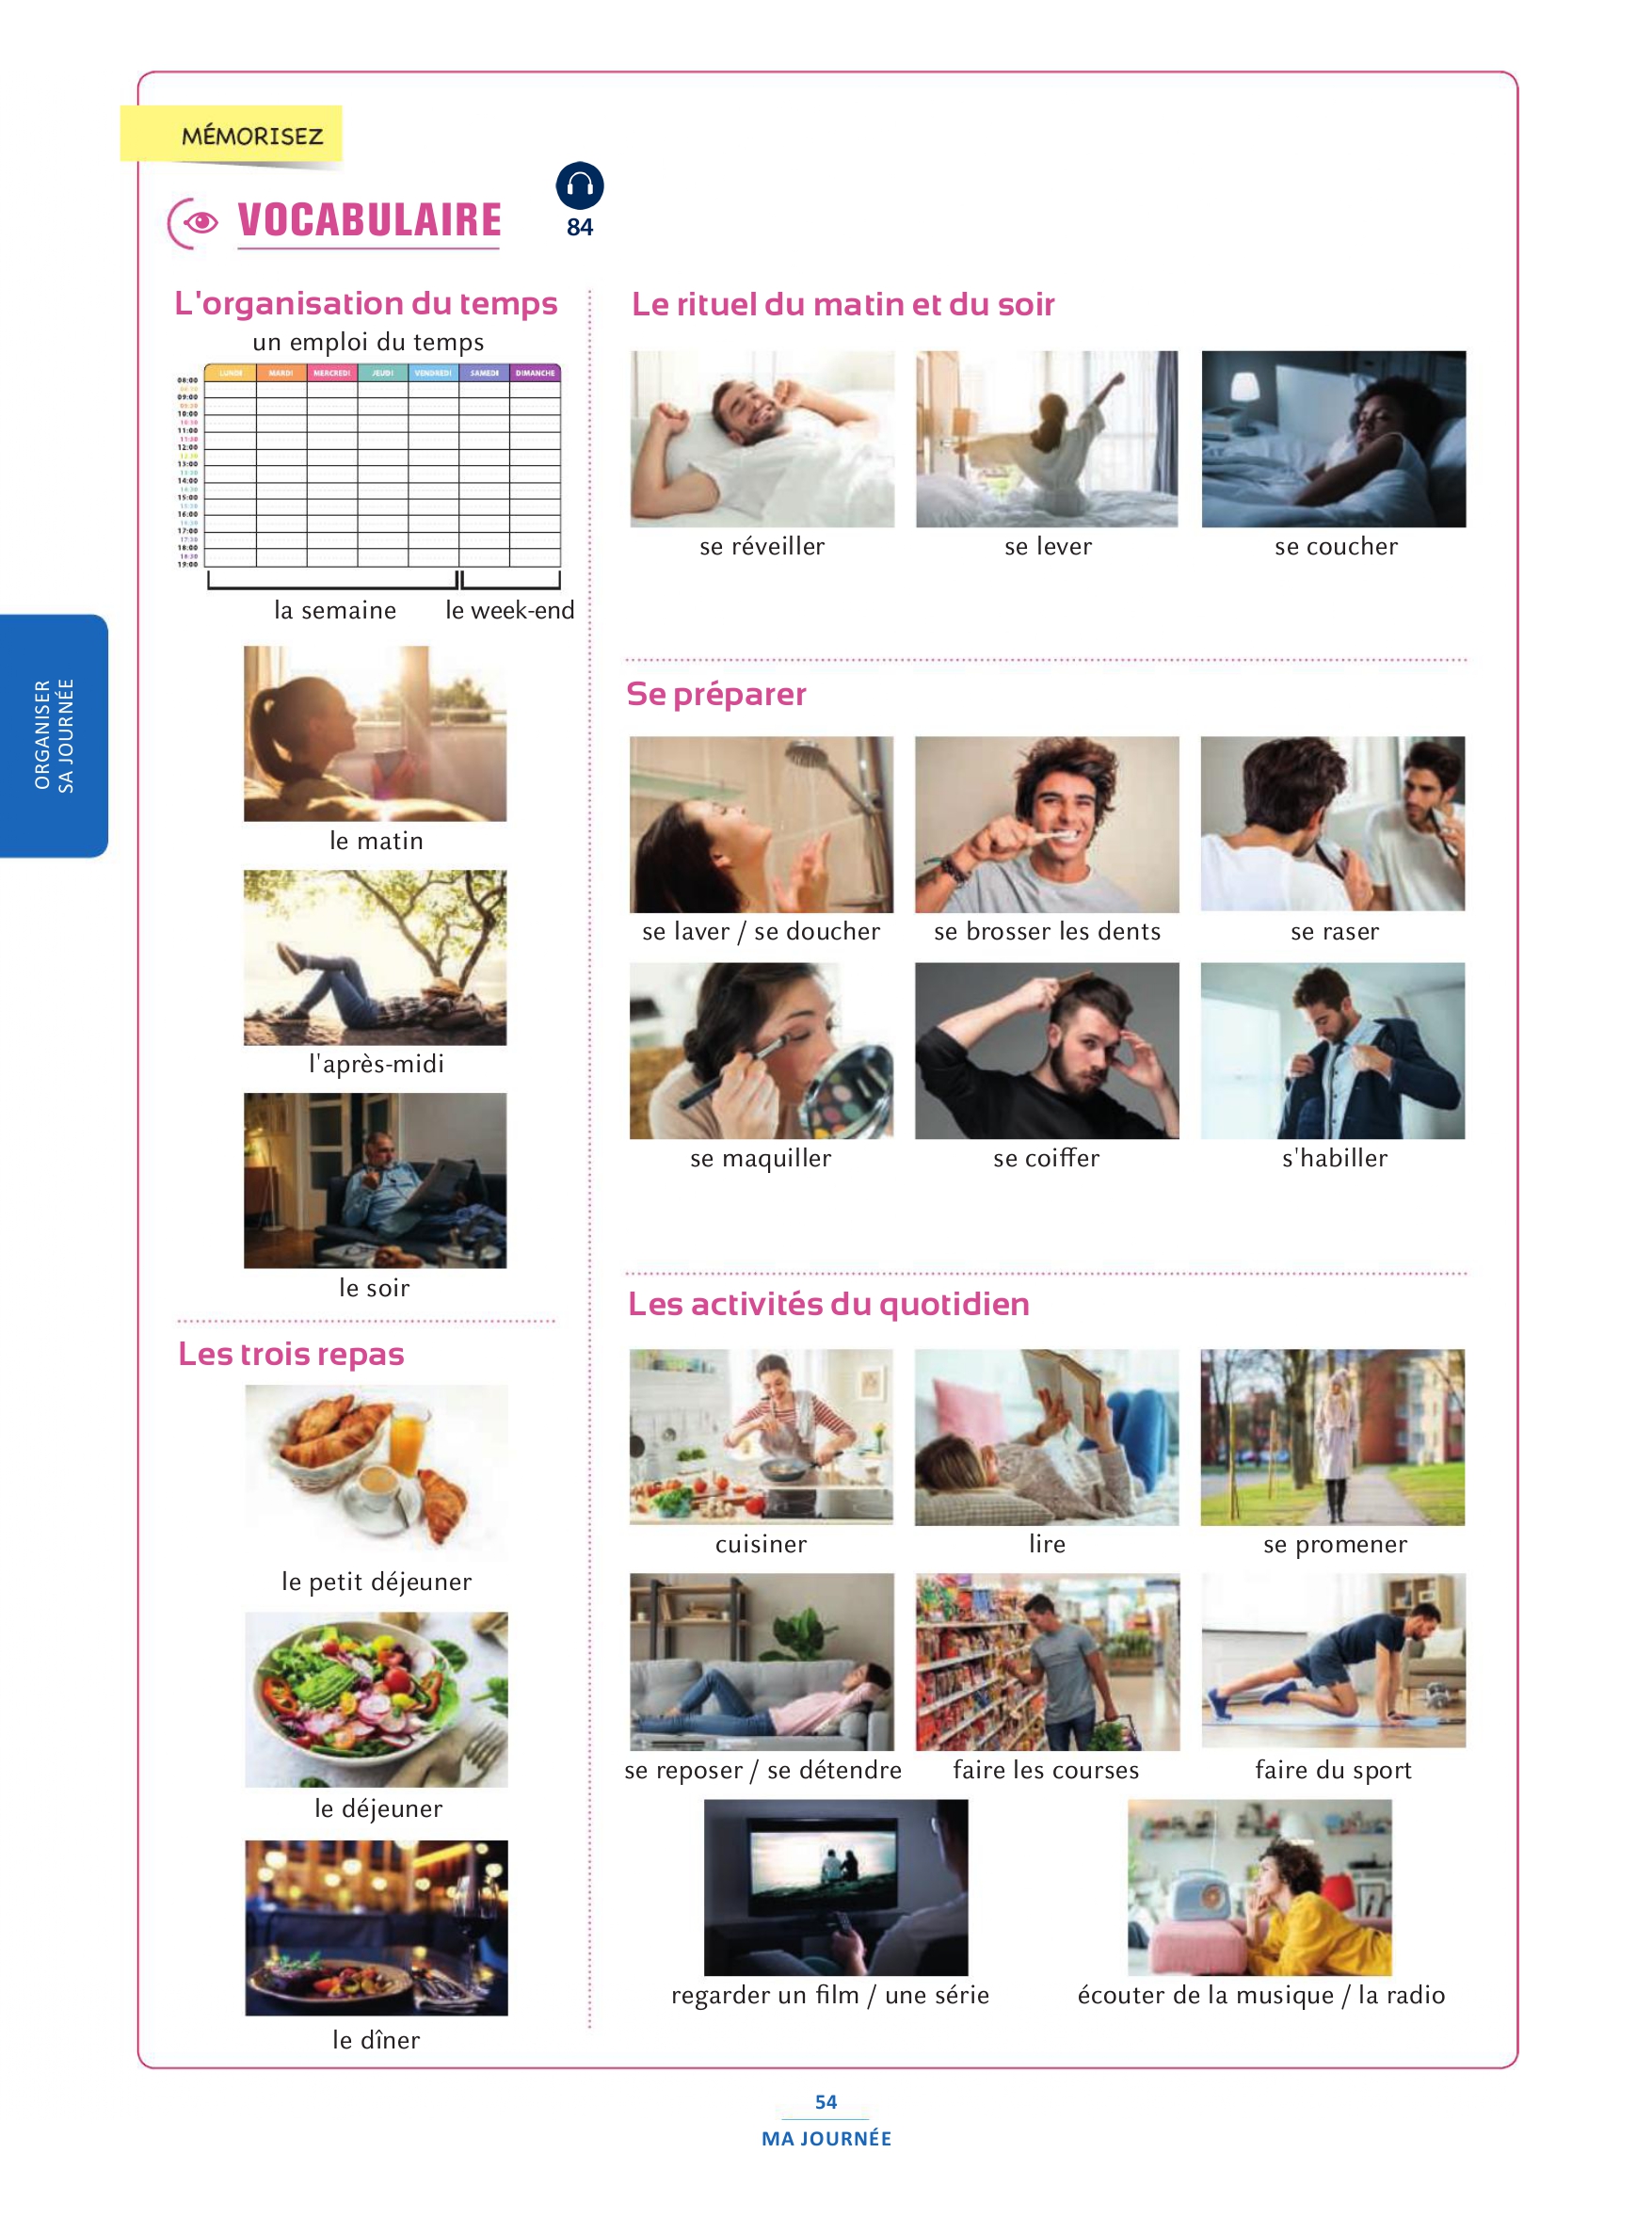 MÉMORISEZ
VOCABULAIRE
84
L'organisation du temps
un emploi du temps
LUNDI MARDI MERCREDI JEUDI VENDREDI SAMEDI DIMANCHE
08:00
09:00
10:00
11:00
12:00
13:00
14:00
15:00
16:00
17:00
18:00
19:00
la semaine le week-end
le matin
l'après-midi
le soir
Les trois repas
le petit déjeuner
le déjeuner
le dîner
Le rituel du matin et du soir
se réveiller se lever se coucher
Se préparer
se laver / se doucher se brosser les dents se raser
se maquiller se coiffer s'habiller
Les activités du quotidien
cuisiner lire se promener
se reposer / se détendre faire les courses faire du sport
regarder un film / une série écouter de la musique / la radio
ORGANISER
SA JOURNÉE
54
MA JOURNÉE